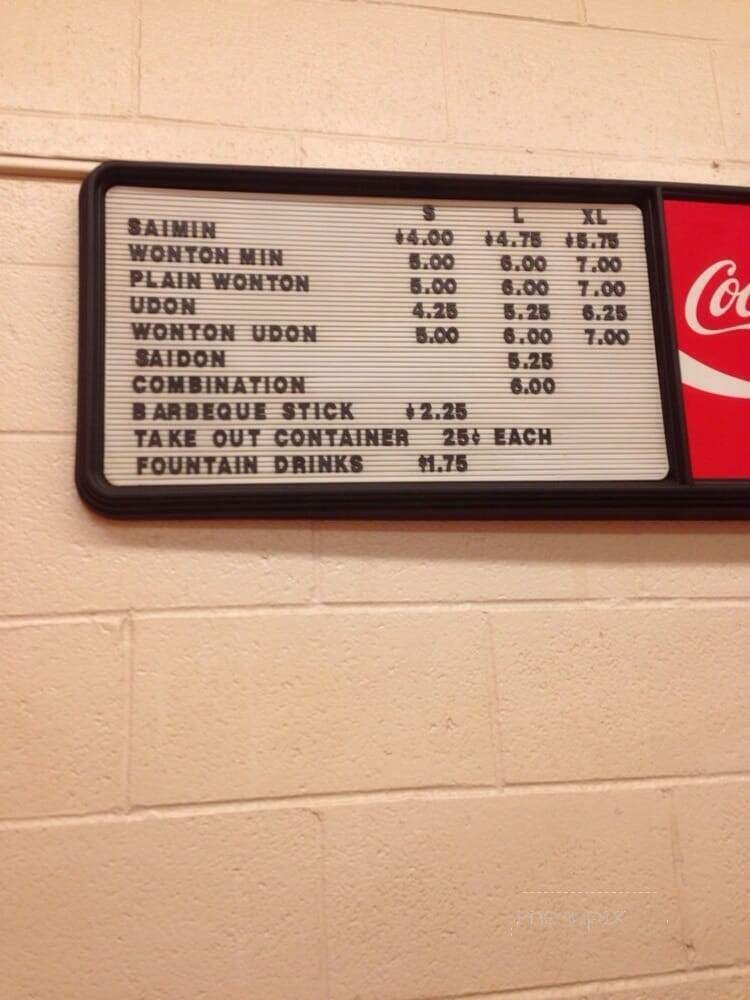 S L XL
SAIMIN $4.00 $4.75 $5.75
WONTON MIN 5.00 6.00 7.00
PLAIN WONTON 5.00 6.00 7.00
UDON 4.25 5.25 6.25
WONTON UDON 5.00 6.00 7.00
SAIDON 5.25
COMBINATION 6.00
BARBEQUE STICK $2.25
TAKE OUT CONTAINER 25¢ EACH
FOUNTAIN DRINKS $1.75
Coc